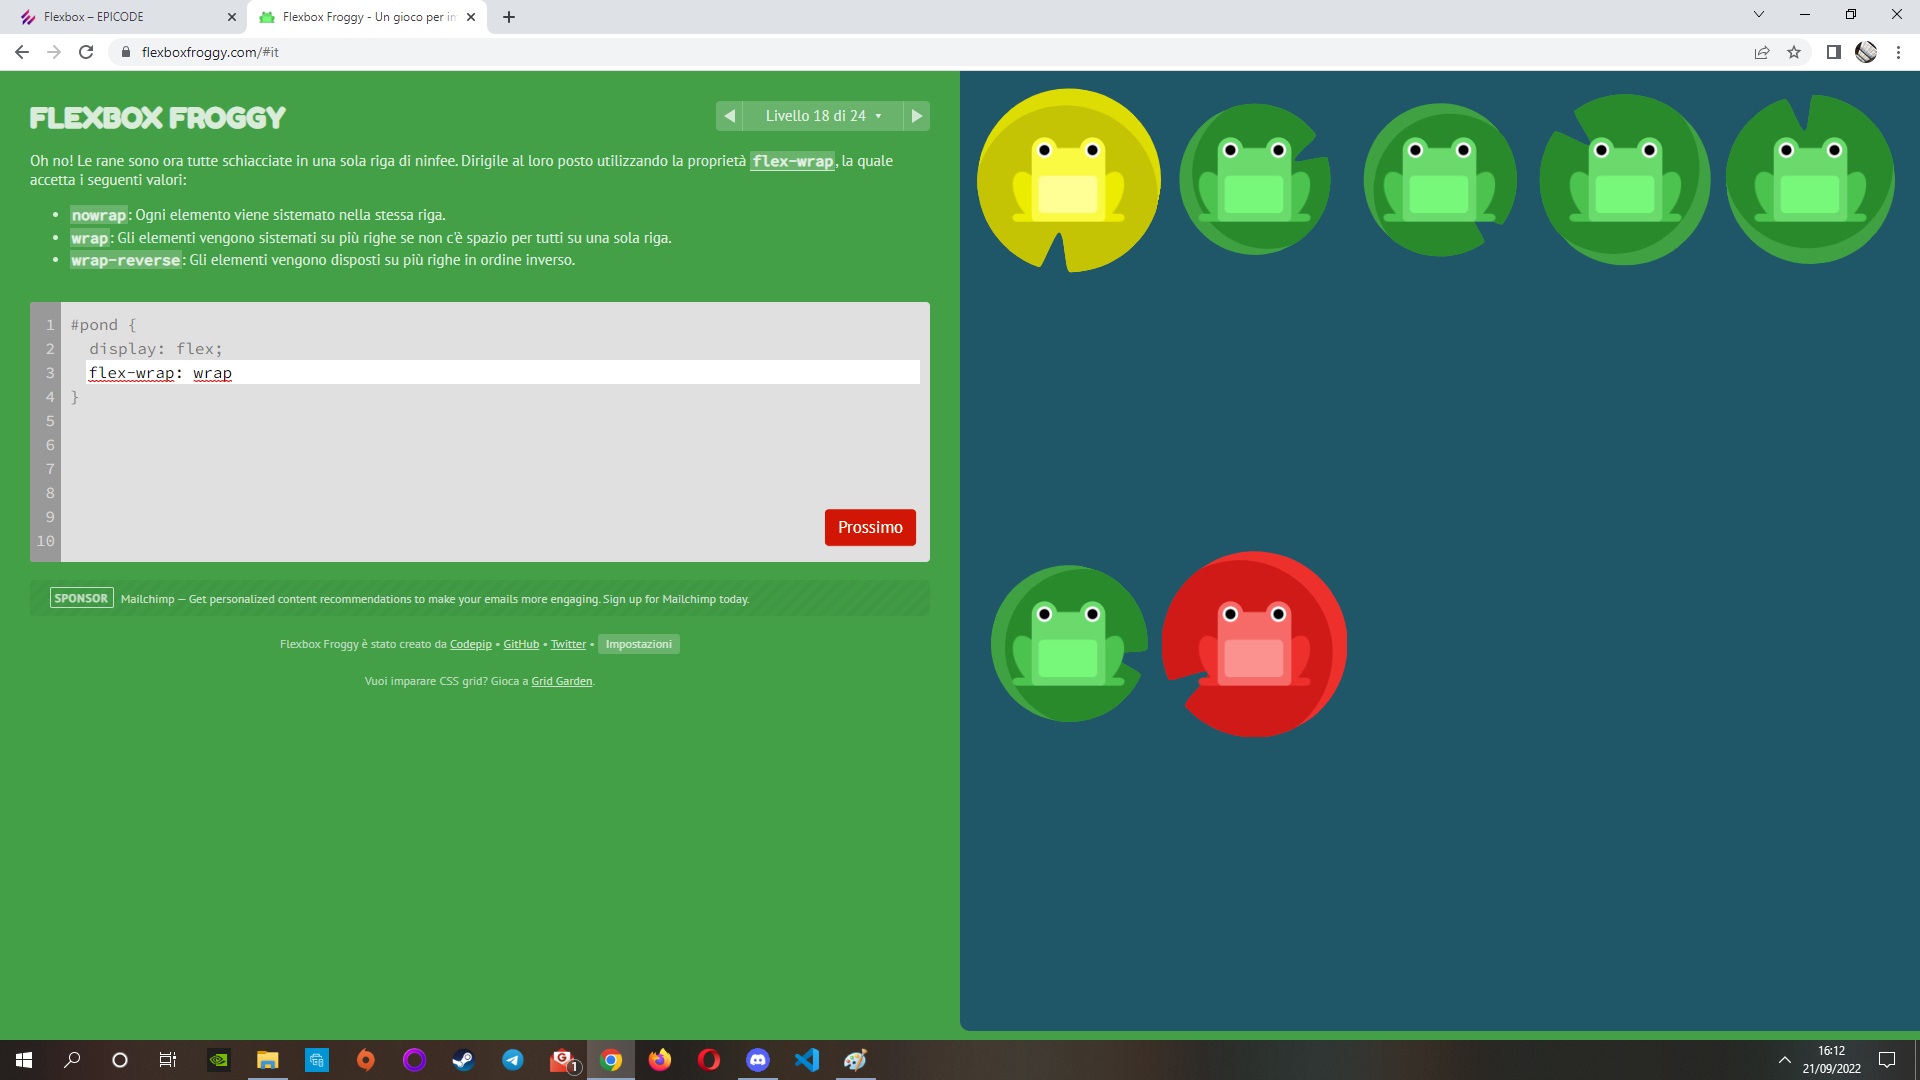 Flexbox – EPICODE
Flexbox Froggy - Un gioco per im
flexboxfroggy.com/#it
FLEXBOX FROGGY
Livello 18 di 24
Oh no! Le rane sono ora tutte schiacciate in una sola riga di ninfee. Dirigile al loro posto utilizzando la proprietà flex-wrap, la quale
accetta i seguenti valori:
• nowrap: Ogni elemento viene sistemato nella stessa riga.
• wrap: Gli elementi vengono sistemati su più righe se non c'è spazio per tutti su una sola riga.
• wrap-reverse: Gli elementi vengono disposti su più righe in ordine inverso.
1 #pond {
2 display: flex;
3 flex-wrap: wrap
4 }
5
6
7
8
9
10
Prossimo
SPONSOR Mailchimp — Get personalized content recommendations to make your emails more engaging. Sign up for Mailchimp today.
Flexbox Froggy è stato creato da Codepip • GitHub • Twitter • Impostazioni
Vuoi imparare CSS grid? Gioca a Grid Garden.
G 1
16:12
21/09/2022